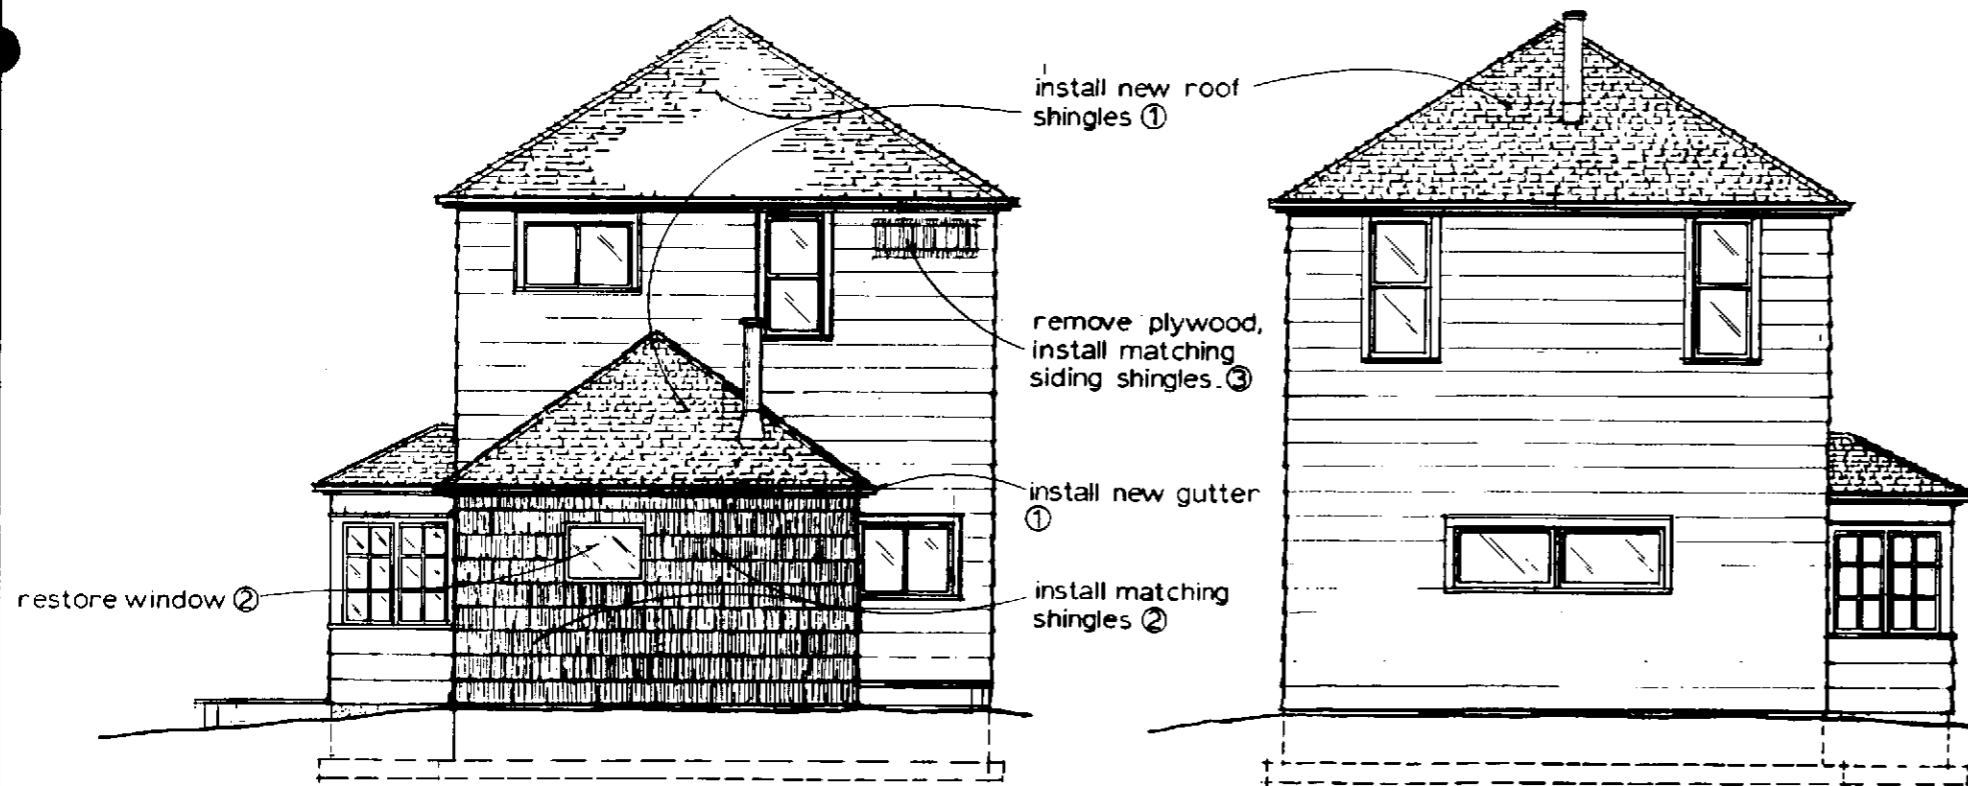 install new roof
shingles ①
remove plywood,
install matching
siding shingles. ③
install new gutter
①
restore window ②
install matching
shingles ②